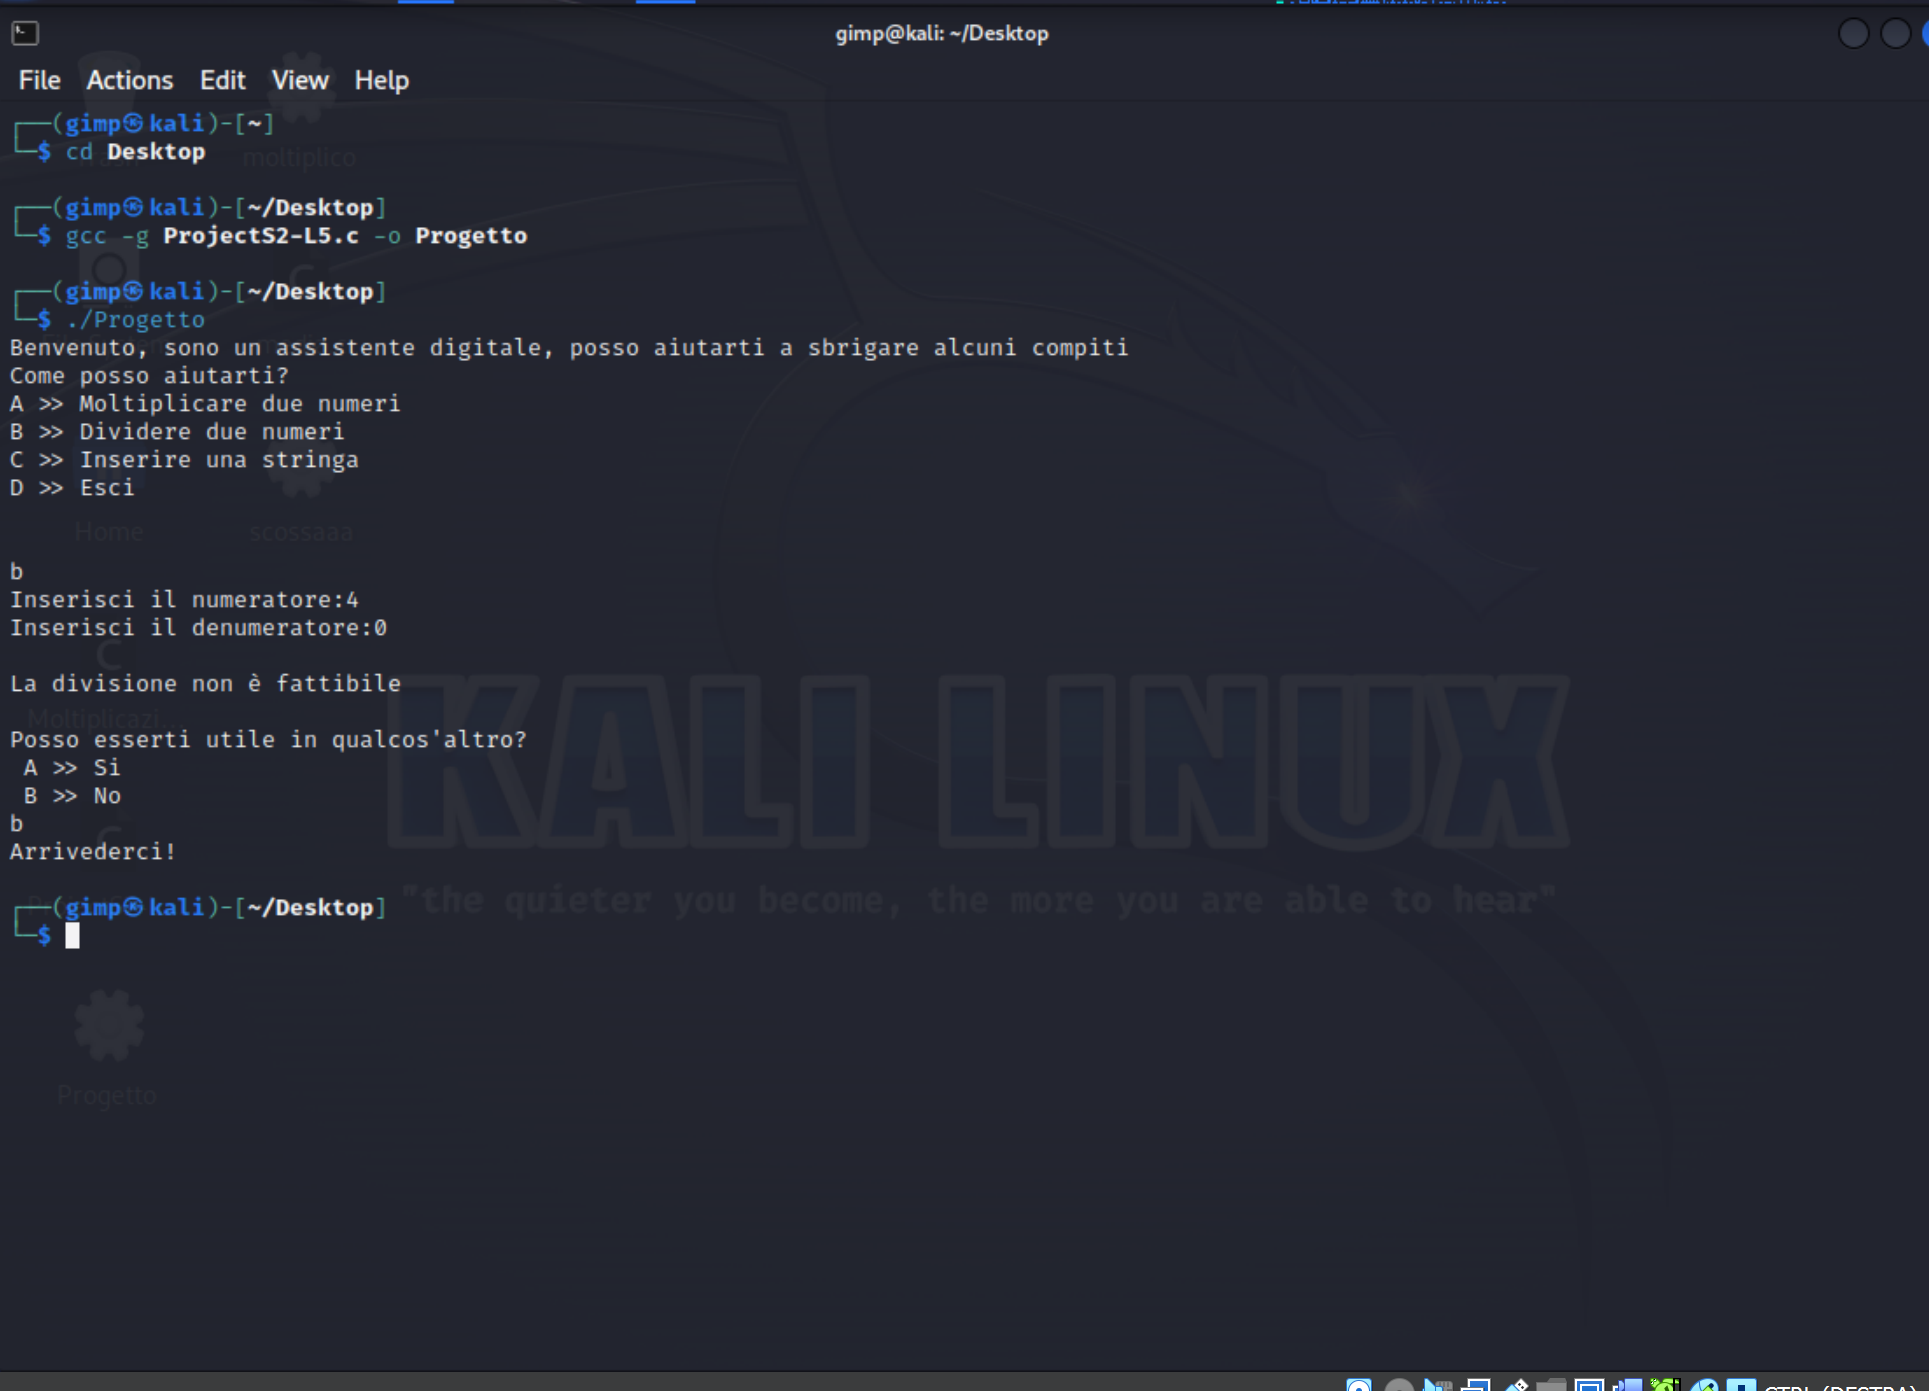 gimp@kali: ~/Desktop
File Actions Edit View Help
┌──(gimp㉿kali)-[~]
└─$ cd Desktop
moltiplico
┌──(gimp㉿kali)-[~/Desktop]
└─$ gcc -g ProjectS2-L5.c -o Progetto
┌──(gimp㉿kali)-[~/Desktop]
└─$ ./Progetto
Benvenuto, sono un assistente digitale, posso aiutarti a sbrigare alcuni compiti
Come posso aiutarti?
A >> Moltiplicare due numeri
B >> Dividere due numeri
C >> Inserire una stringa
D >> Esci
Home scossaaa
b
Inserisci il numeratore:4
Inserisci il denumeratore:0
La divisione non è fattibile
Moltiplicazi...
Posso esserti utile in qualcos'altro?
A >> Si
B >> No
b
Arrivederci!
KALI LINUX
"the quieter you become, the more you are able to hear"
┌──(gimp㉿kali)-[~/Desktop]
└─$
Progetto
CTRL (DESTRA)